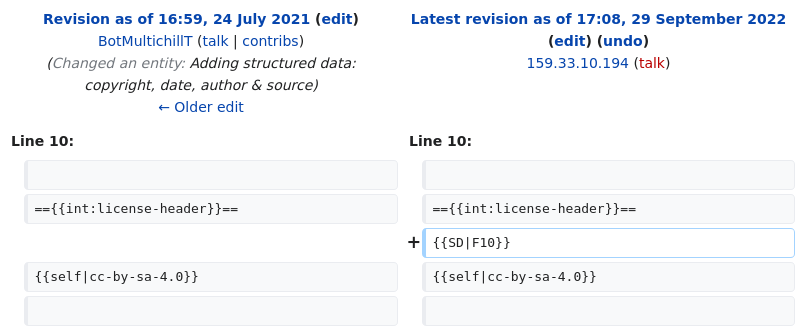 Revision as of 16:59, 24 July 2021 (edit)
BotMultichillT (talk | contribs)
(Changed an entity: Adding structured data:
copyright, date, author & source)
← Older edit
Latest revision as of 17:08, 29 September 2022
(edit) (undo)
159.33.10.194 (talk)
Line 10:
Line 10:
=={{int:license-header}}==
=={{int:license-header}}==
+ {{SD|F10}}
{{self|cc-by-sa-4.0}}
{{self|cc-by-sa-4.0}}